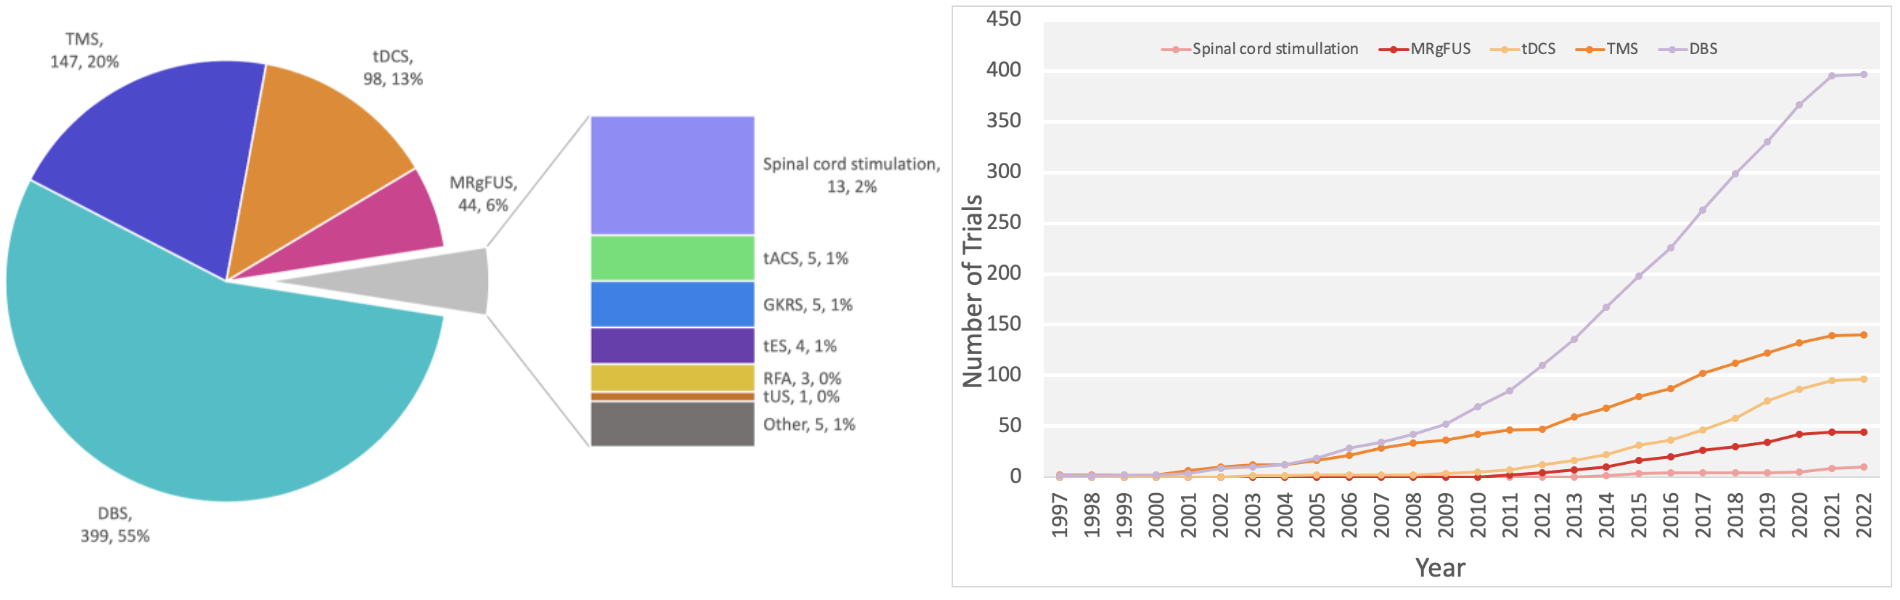 TMS,
147, 20%
tDCS,
98, 13%
MRgFUS,
44, 6%
DBS,
399, 55%
Spinal cord stimulation,
13, 2%
tACS, 5, 1%
GKRS, 5, 1%
tES, 4, 1%
RFA, 3, 0%
tUS, 1, 0%
Other, 5, 1%
Spinal cord stimullation MRgFUS tDCS TMS DBS
Number of Trials
450
400
350
300
250
200
150
100
50
0
1997 1998 1999 2000 2001 2002 2003 2004 2005 2006 2007 2008 2009 2010 2011 2012 2013 2014 2015 2016 2017 2018 2019 2020 2021 2022
Year